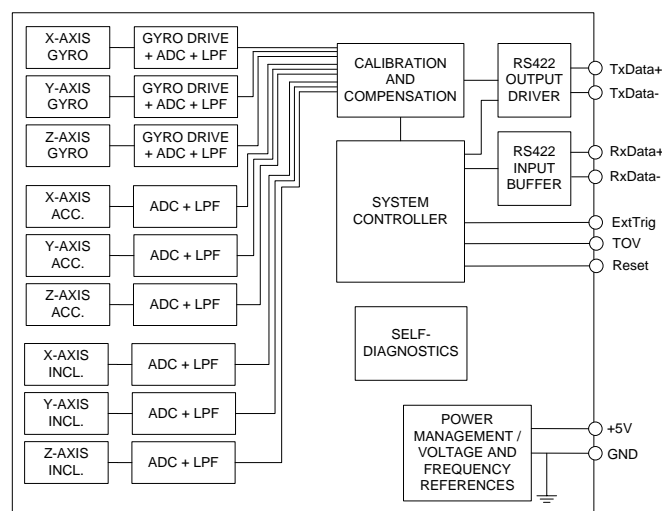 X-AXIS
GYRO
GYRO DRIVE
+ ADC + LPF
Y-AXIS
GYRO
GYRO DRIVE
+ ADC + LPF
Z-AXIS
GYRO
GYRO DRIVE
+ ADC + LPF
X-AXIS
ACC.
ADC + LPF
Y-AXIS
ACC.
ADC + LPF
Z-AXIS
ACC.
ADC + LPF
X-AXIS
INCL.
ADC + LPF
Y-AXIS
INCL.
ADC + LPF
Z-AXIS
INCL.
ADC + LPF
CALIBRATION
AND
COMPENSATION
RS422
OUTPUT
DRIVER
TxData+
TxData-
SYSTEM
CONTROLLER
RS422
INPUT
BUFFER
RxData+
RxData-
ExtTrig
TOV
Reset
SELF-
DIAGNOSTICS
POWER
MANAGEMENT /
VOLTAGE AND
FREQUENCY
REFERENCES
+5V
GND